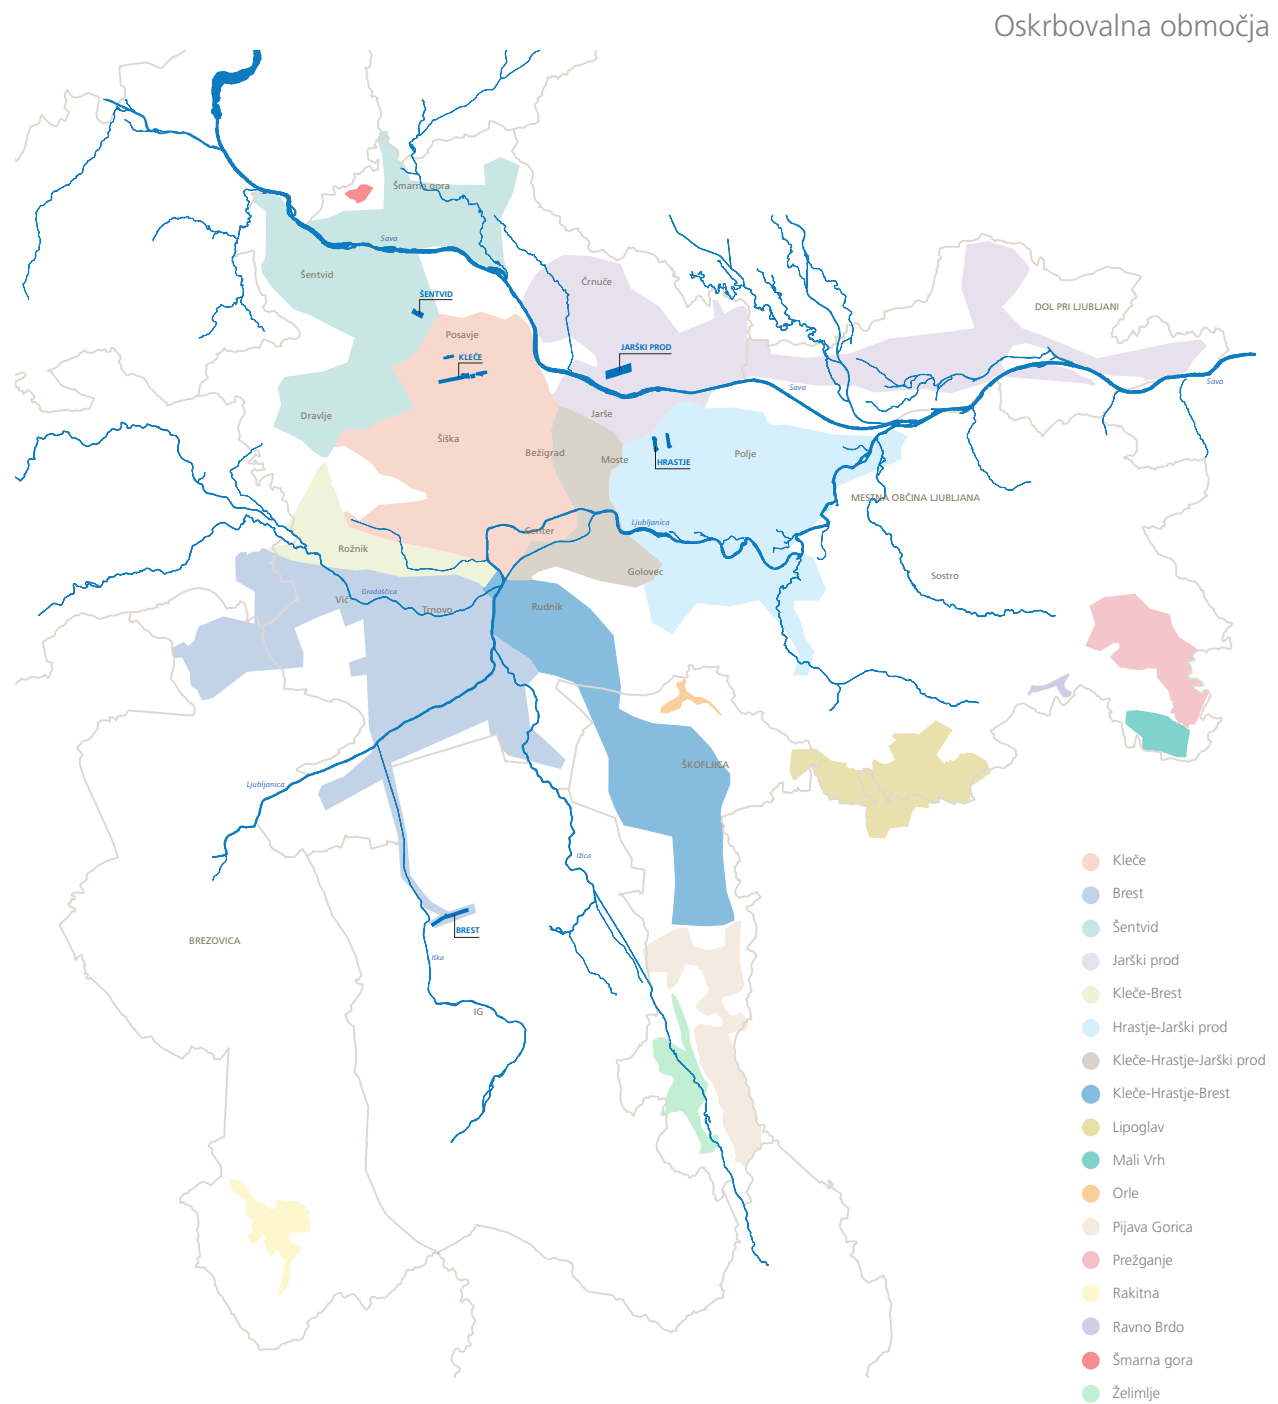 Oskrbovalna območja
Šmarna gora
Sava
Šentvid
Črnuče
ŠENTVID
DOL PRI LJUBLJANI
Posavje
JARŠKI PROD
KLEČE
Sava
Sava
Dravlje
Jarše
Šiška
Bežigrad
Moste
Polje
HRASTJE
MESTNA OBČINA LJUBLJANA
Ljubljanica
Center
Rožnik
Golovec
Sostro
Gradaščica
Vič
Trnovo
Rudnik
ŠKOFLJICA
Ljubljanica
Ižica
Kleče
Brest
Šentvid
BREST
BREZOVICA
Iška
Jarški prod
Kleče-Brest
IG
Hrastje-Jarški prod
Kleče-Hrastje-Jarški prod
Kleče-Hrastje-Brest
Lipoglav
Mali Vrh
Orle
Pijava Gorica
Prežganje
Rakitna
Ravno Brdo
Šmarna gora
Želimlje